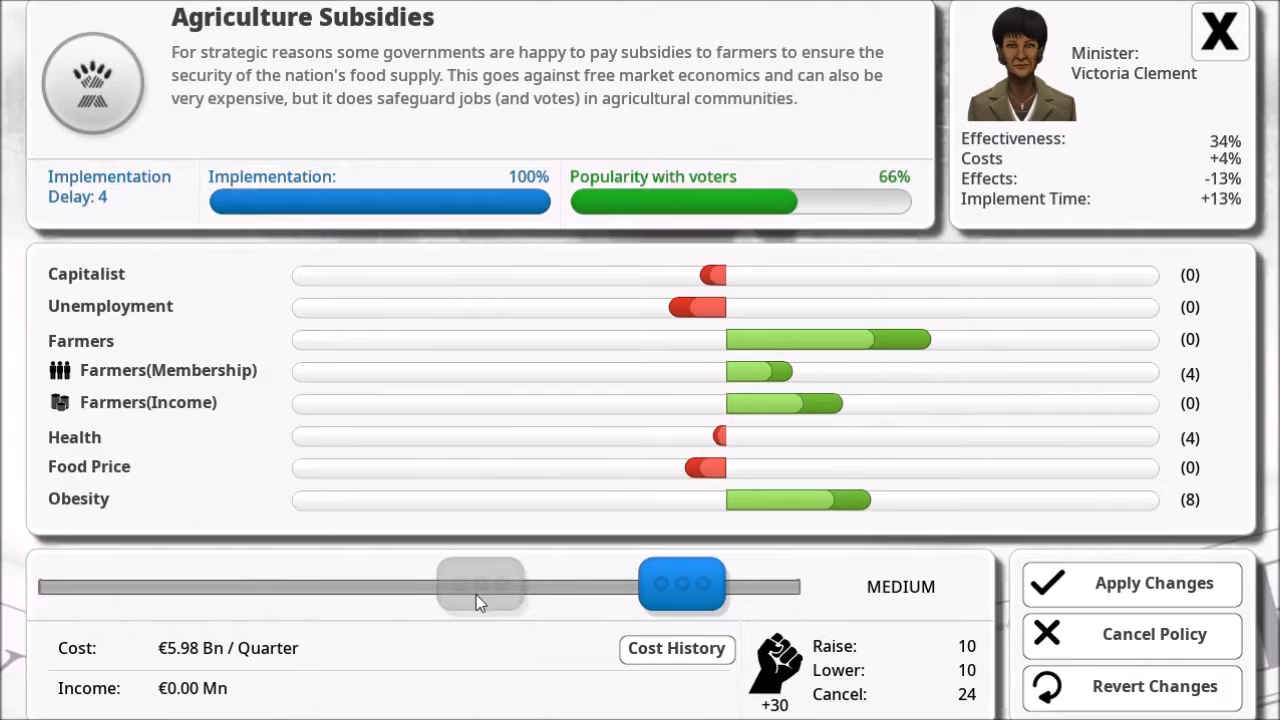 Agriculture Subsidies
For strategic reasons some governments are happy to pay subsidies to farmers to ensure the
security of the nation's food supply. This goes against free market economics and can also be
very expensive, but it does safeguard jobs (and votes) in agricultural communities.
X
Minister:
Victoria Clement
Effectiveness: 34%
Costs +4%
Effects: -13%
Implement Time: +13%
Implementation
Delay: 4
Implementation: 100%
Popularity with voters 66%
Capitalist (0)
Unemployment (0)
Farmers (0)
Farmers(Membership) (4)
Farmers(Income) (0)
Health (4)
Food Price (0)
Obesity (8)
MEDIUM
Cost: €5.98 Bn / Quarter
Cost History
Income: €0.00 Mn
+30
Raise: 10
Lower: 10
Cancel: 24
Apply Changes
Cancel Policy
Revert Changes